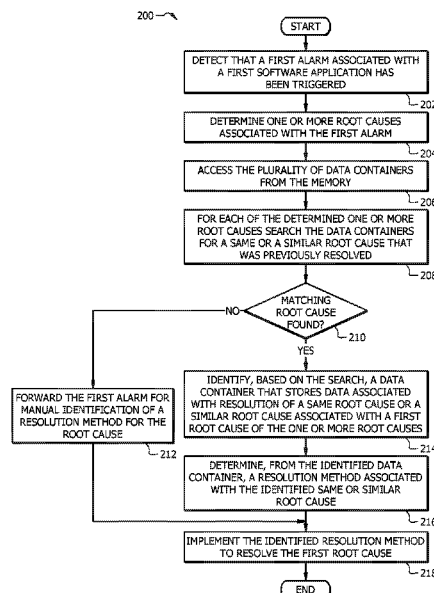 200
START
DETECT THAT A FIRST ALARM ASSOCIATED WITH
A FIRST SOFTWARE APPLICATION HAS
BEEN TRIGGERED
202
DETERMINE ONE OR MORE ROOT CAUSES
ASSOCIATED WITH THE FIRST ALARM
204
ACCESS THE PLURALITY OF DATA CONTAINERS
FROM THE MEMORY
206
FOR EACH OF THE DETERMINED ONE OR MORE
ROOT CAUSES SEARCH THE DATA CONTAINERS
FOR A SAME OR A SIMILAR ROOT CAUSE THAT
WAS PREVIOUSLY RESOLVED
208
MATCHING
ROOT CAUSE
FOUND?
NO
210
YES
FORWARD THE FIRST ALARM FOR
MANUAL IDENTIFICATION OF A
RESOLUTION METHOD FOR THE
ROOT CAUSE
212
IDENTIFY, BASED ON THE SEARCH, A DATA
CONTAINER THAT STORES DATA ASSOCIATED
WITH RESOLUTION OF A SAME ROOT CAUSE OR A
SIMILAR ROOT CAUSE ASSOCIATED WITH A FIRST
ROOT CAUSE OF THE ONE OR MORE ROOT CAUSES
214
DETERMINE, FROM THE IDENTIFIED DATA
CONTAINER, A RESOLUTION METHOD ASSOCIATED
WITH THE IDENTIFIED SAME OR SIMILAR
ROOT CAUSE
216
IMPLEMENT THE IDENTIFIED RESOLUTION METHOD
TO RESOLVE THE FIRST ROOT CAUSE
218
END